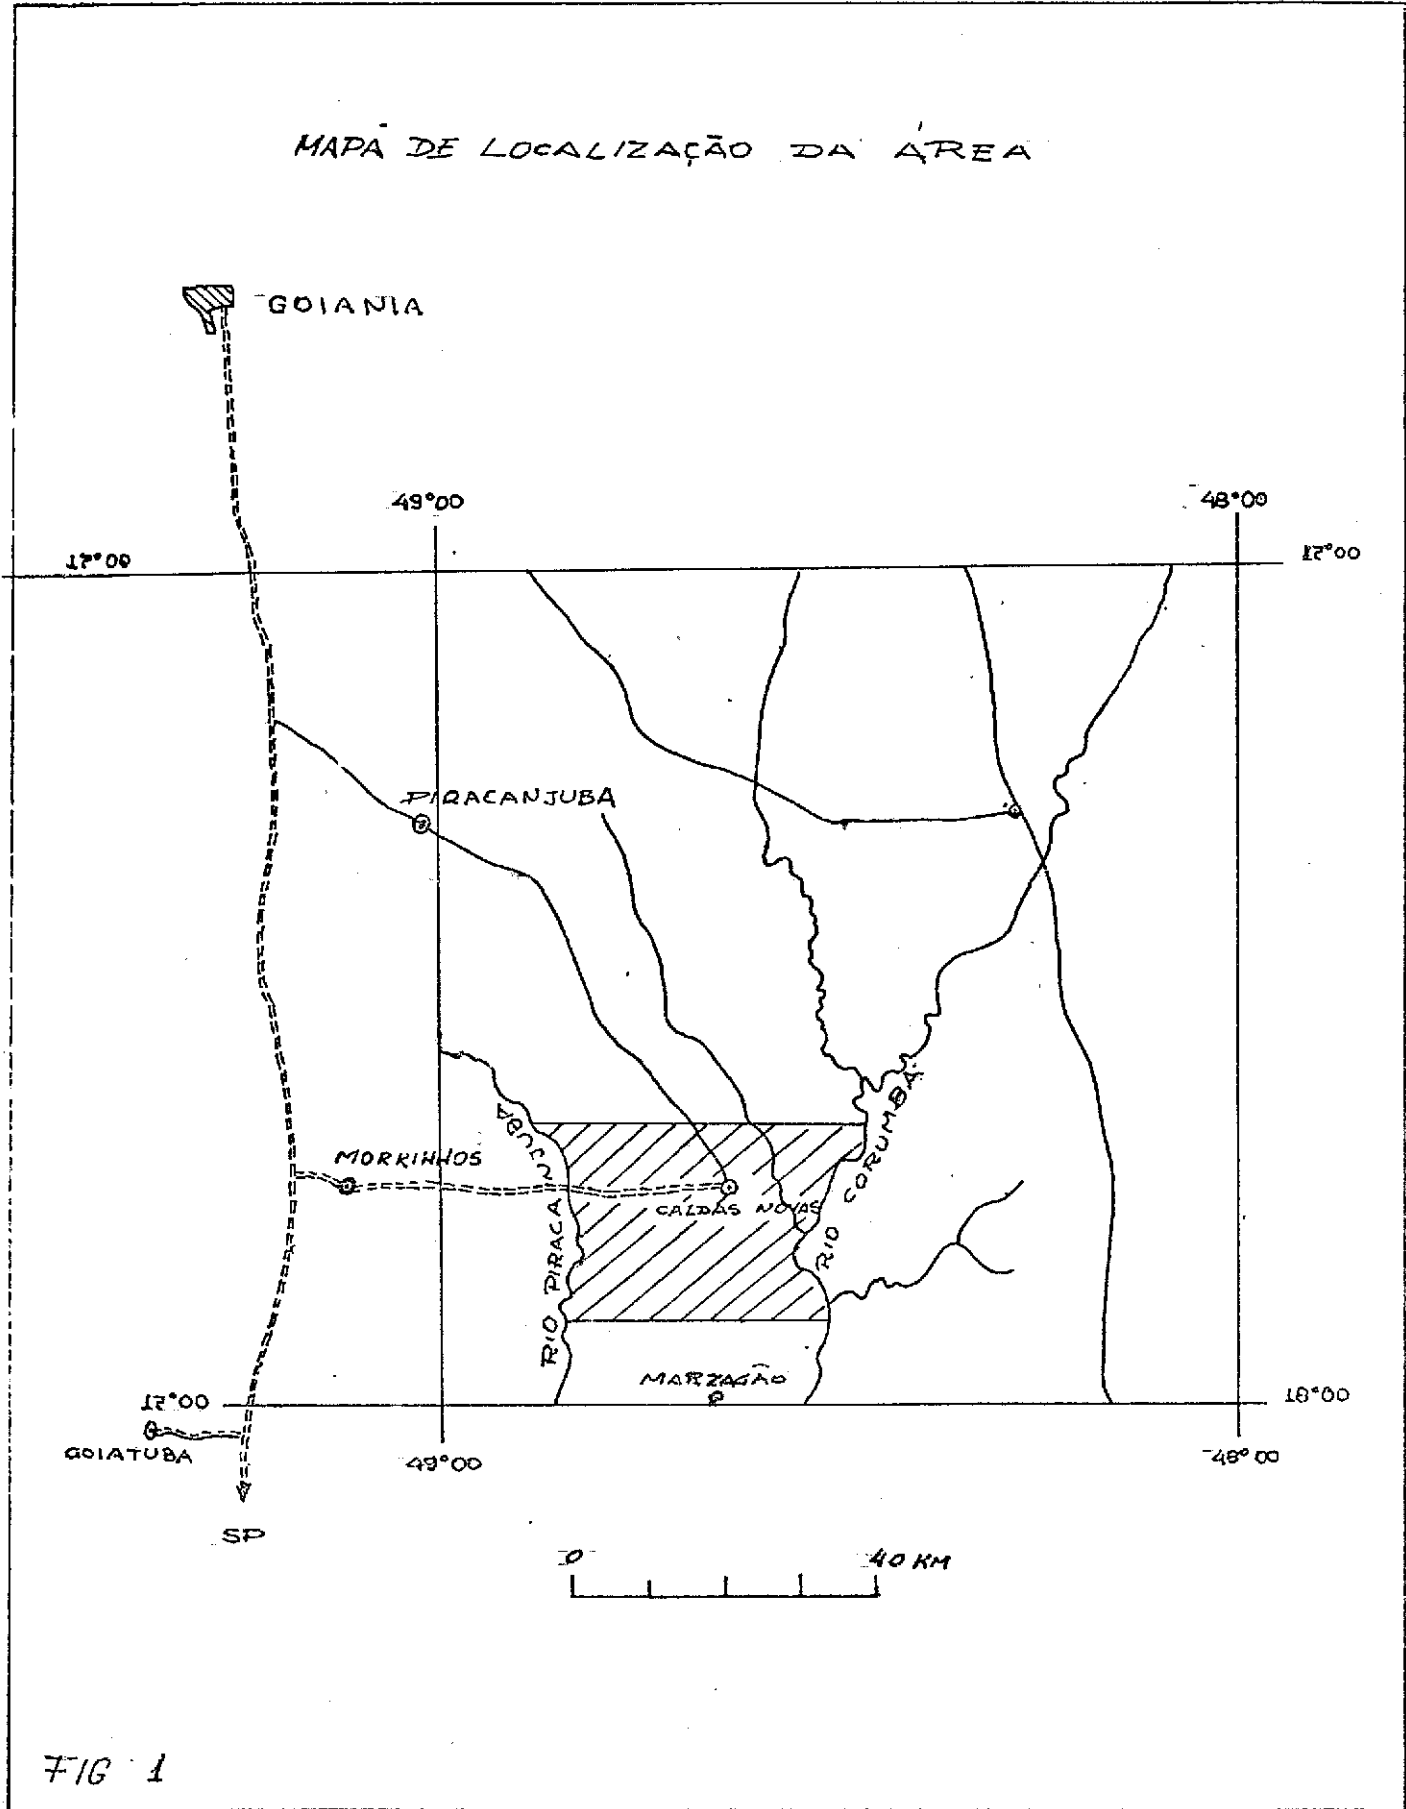 MAPA DE LOCALIZAÇÃO DA ÁREA
GOIANIA
49°00
48°00
17°00
17°00
PIRACANJUBA
MORRINHOS
CALDAS NOVAS
RIO PIRACANJUBA
RIO CORUMBÁ
MARZAGÃO
17°00
18°00
GOIATUBA
49°00
48°00
SP
0
40 KM
FIG 1